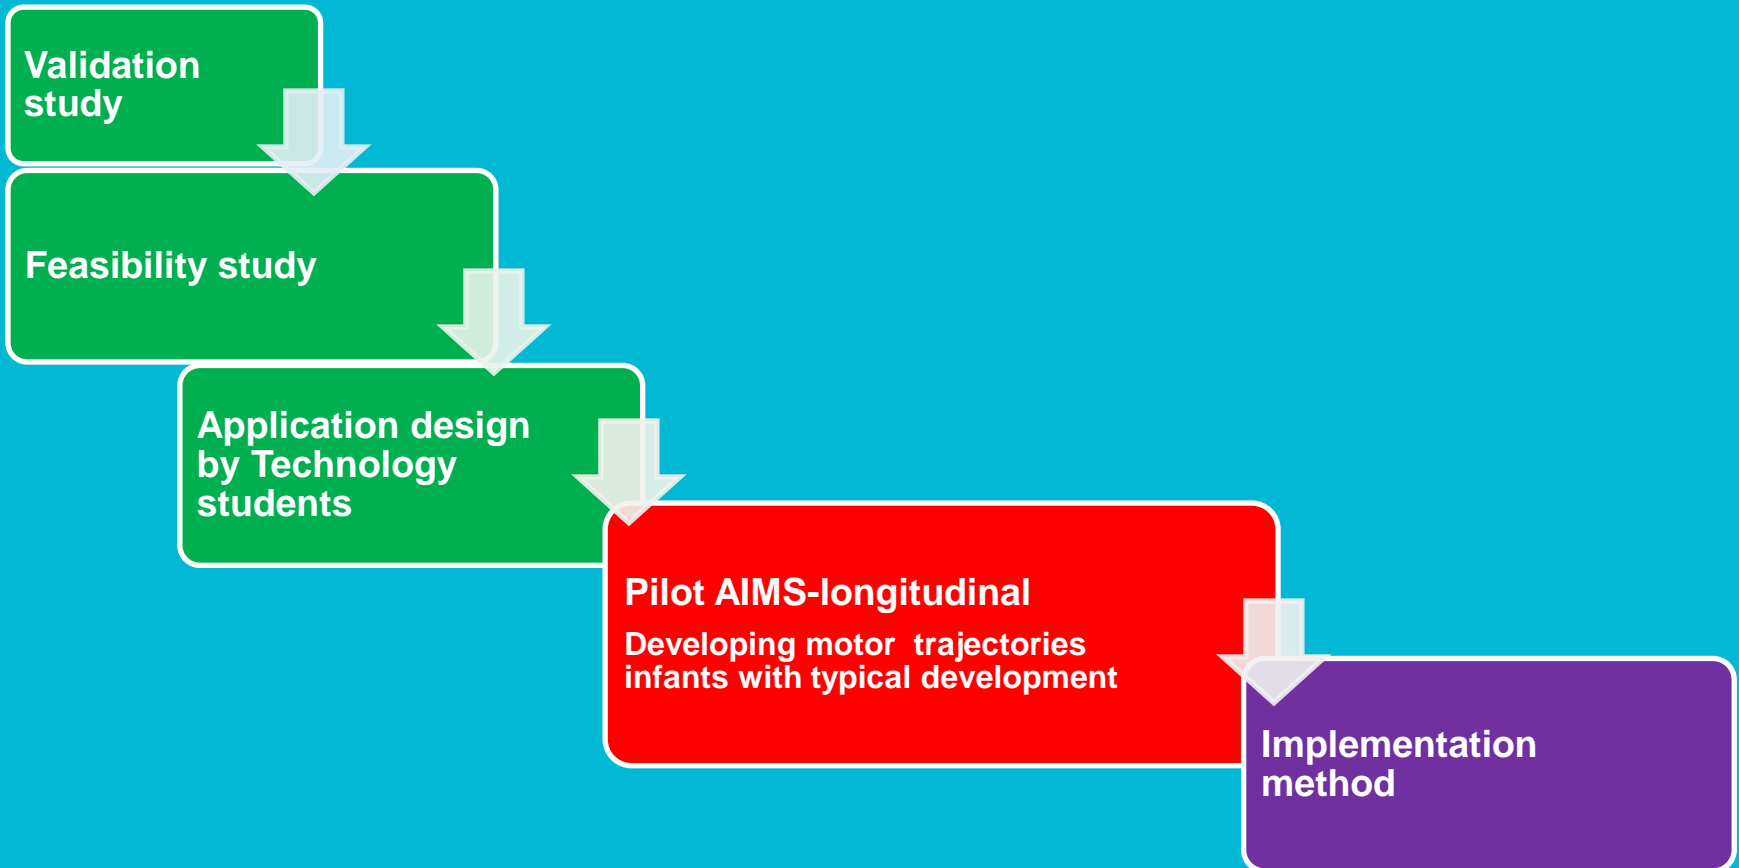 Validation
study
Feasibility study
Application design
by Technology
students
Pilot AIMS-longitudinal
Developing motor  trajectories
infants with typical development
Implementation
method